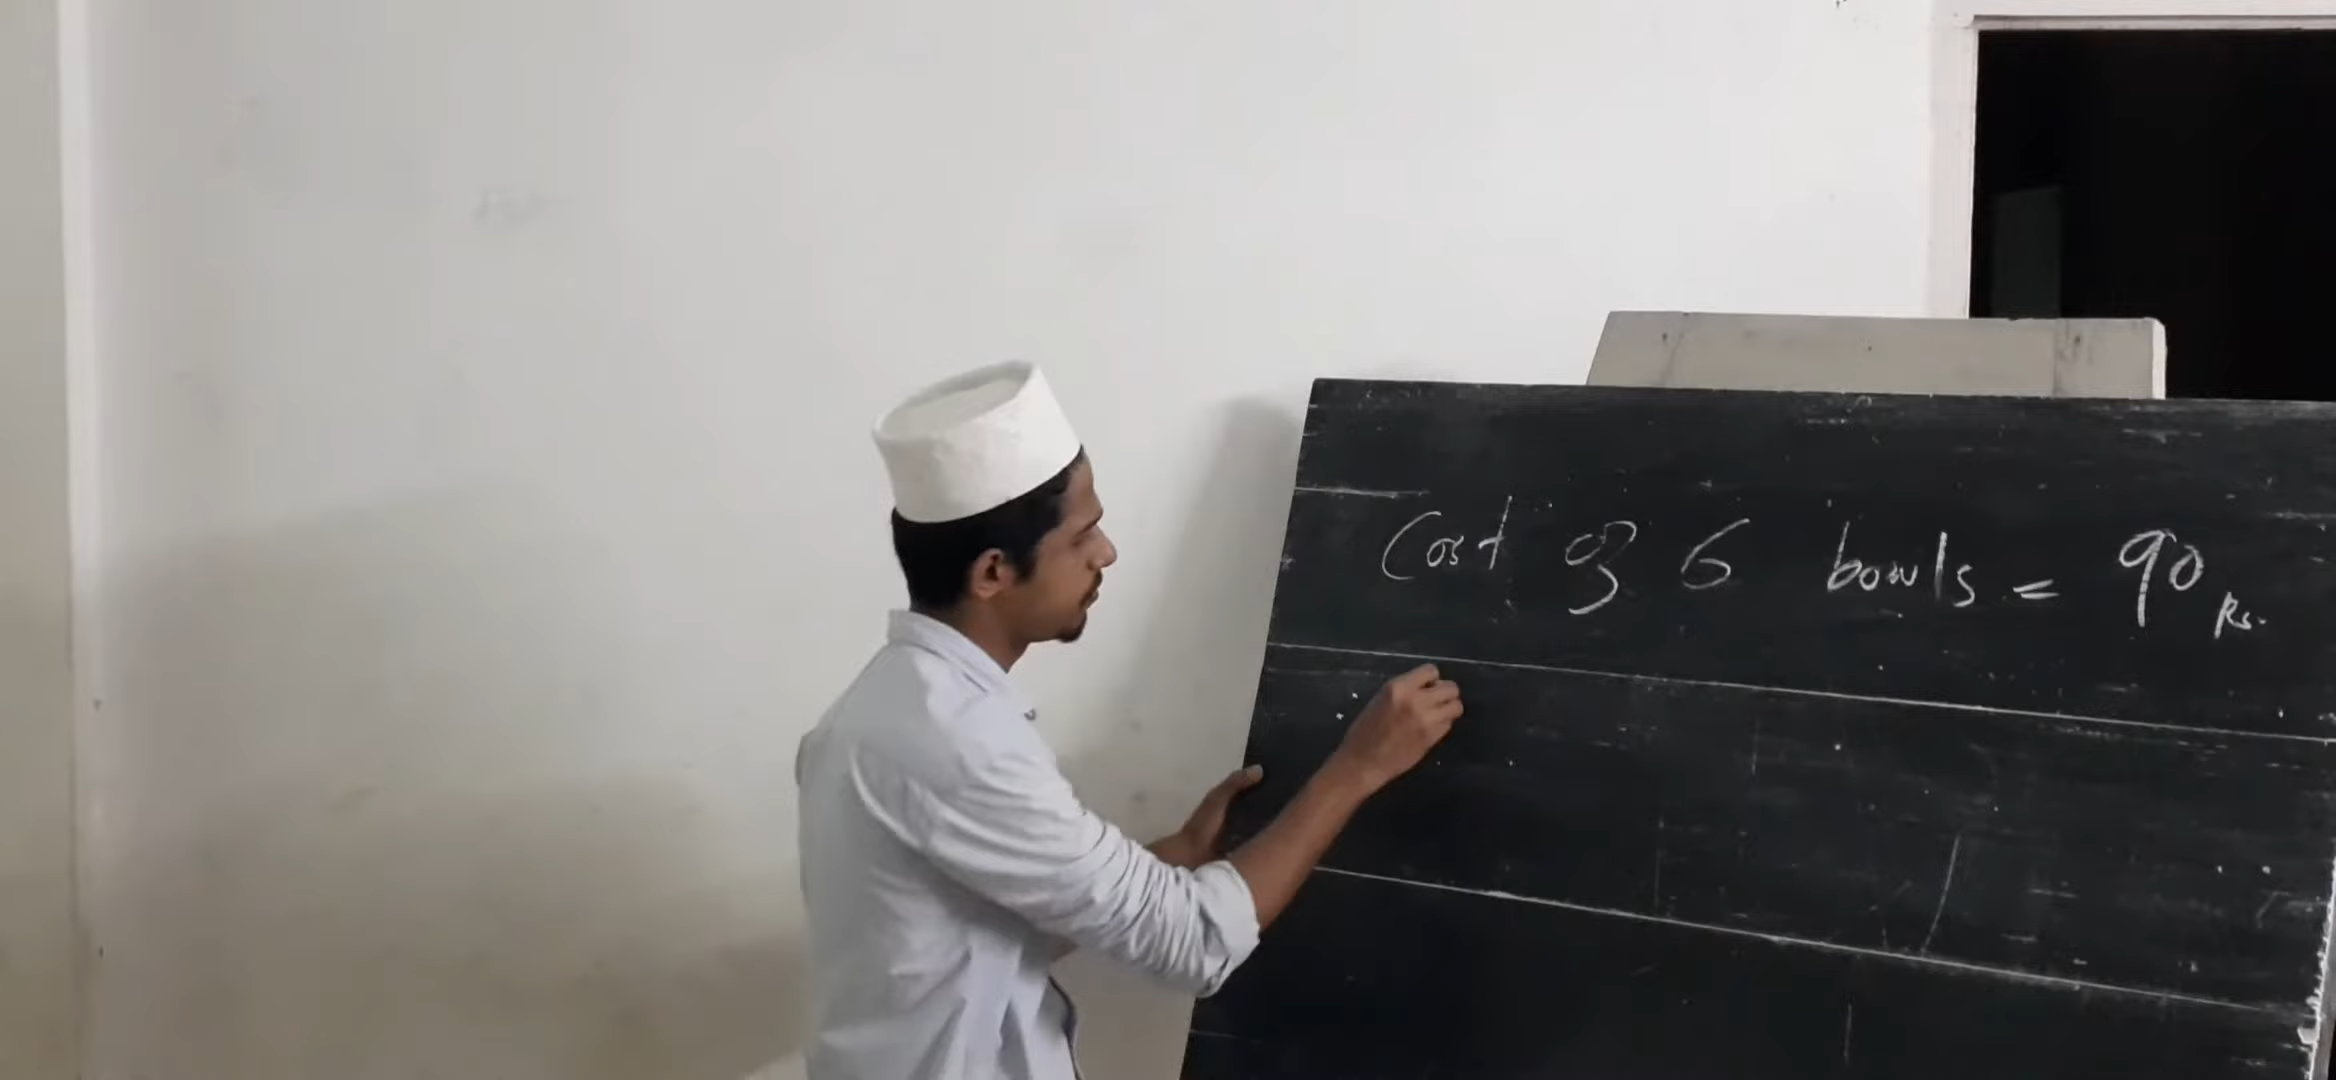 Cost of 6 bowls = 90 Rs.